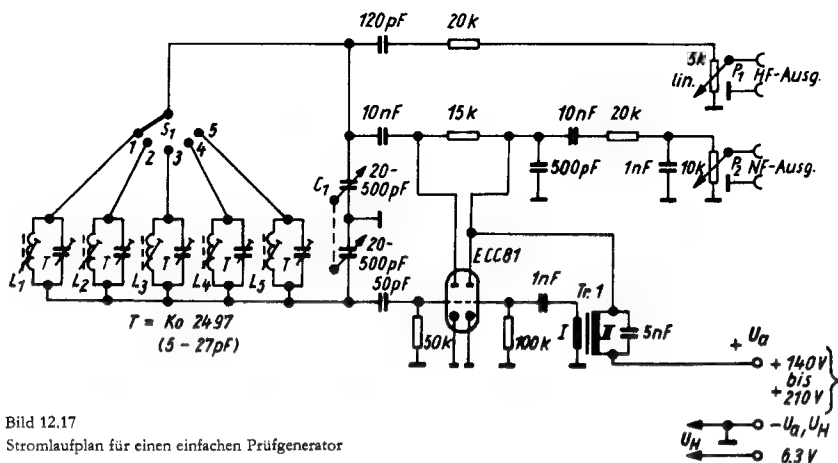 120pF
20k
5k
lin.
P1
HF-Ausg.
S1
1
2
3
4
5
10nF
15k
10nF
20k
C1
20-
500pF
500pF
1nF
10k
P2
NF-Ausg.
20-
500pF
50pF
ECC81
1nF
Tr. 1
L1
T
L2
T
L3
T
L4
T
L5
T
T = Ko 2497
(5 - 27pF)
50k
100k
I
II
5nF
+ Ua
+ 140V
bis
+ 210V
- Ua, UH
UH
6.3 V
Bild 12.17
Stromlaufplan für einen einfachen Prüfgenerator